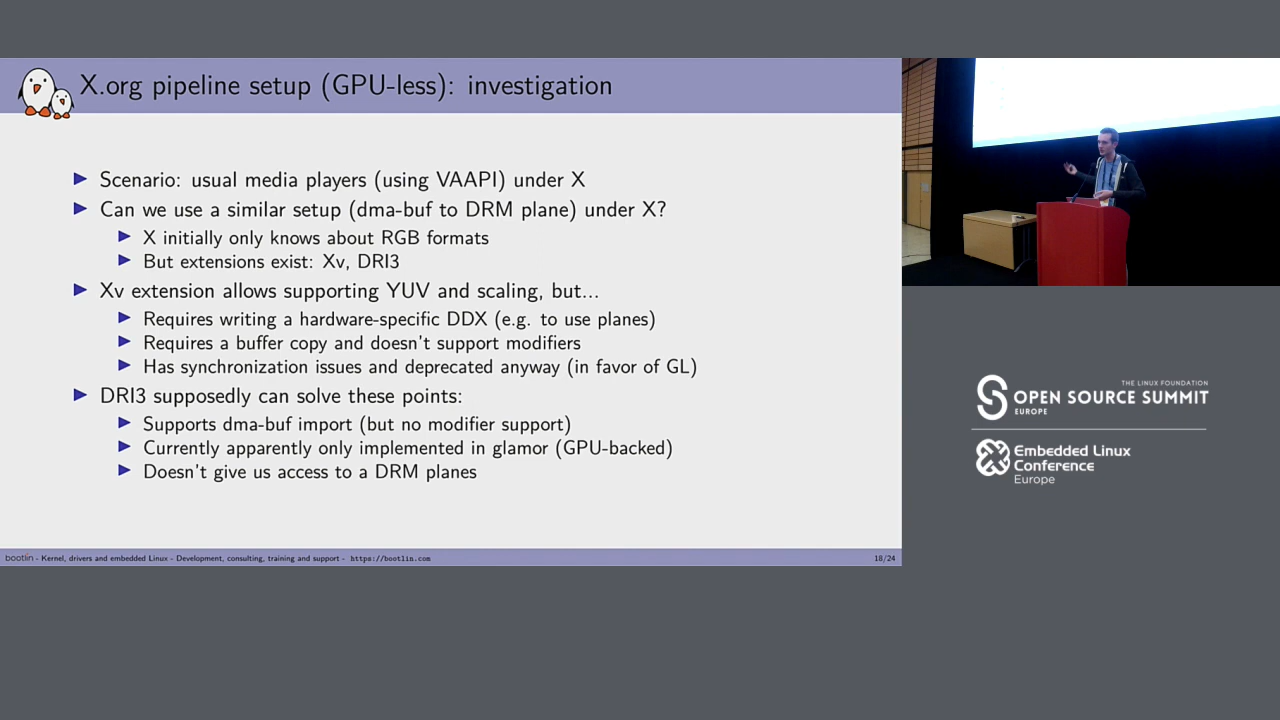 X.org pipeline setup (GPU-less): investigation
Scenario: usual media players (using VAAPI) under X
Can we use a similar setup (dma-buf to DRM plane) under X?
X initially only knows about RGB formats
But extensions exist: Xv, DRI3
Xv extension allows supporting YUV and scaling, but...
Requires writing a hardware-specific DDX (e.g. to use planes)
Requires a buffer copy and doesn't support modifiers
Has synchronization issues and deprecated anyway (in favor of GL)
DRI3 supposedly can solve these points:
Supports dma-buf import (but no modifier support)
Currently apparently only implemented in glamor (GPU-backed)
Doesn't give us access to a DRM planes
bootlin - Kernel, drivers and embedded Linux - Development, consulting, training and support - https://bootlin.com
18/24
THE LINUX FOUNDATION
OPEN SOURCE SUMMIT
EUROPE
Embedded Linux
Conference
Europe